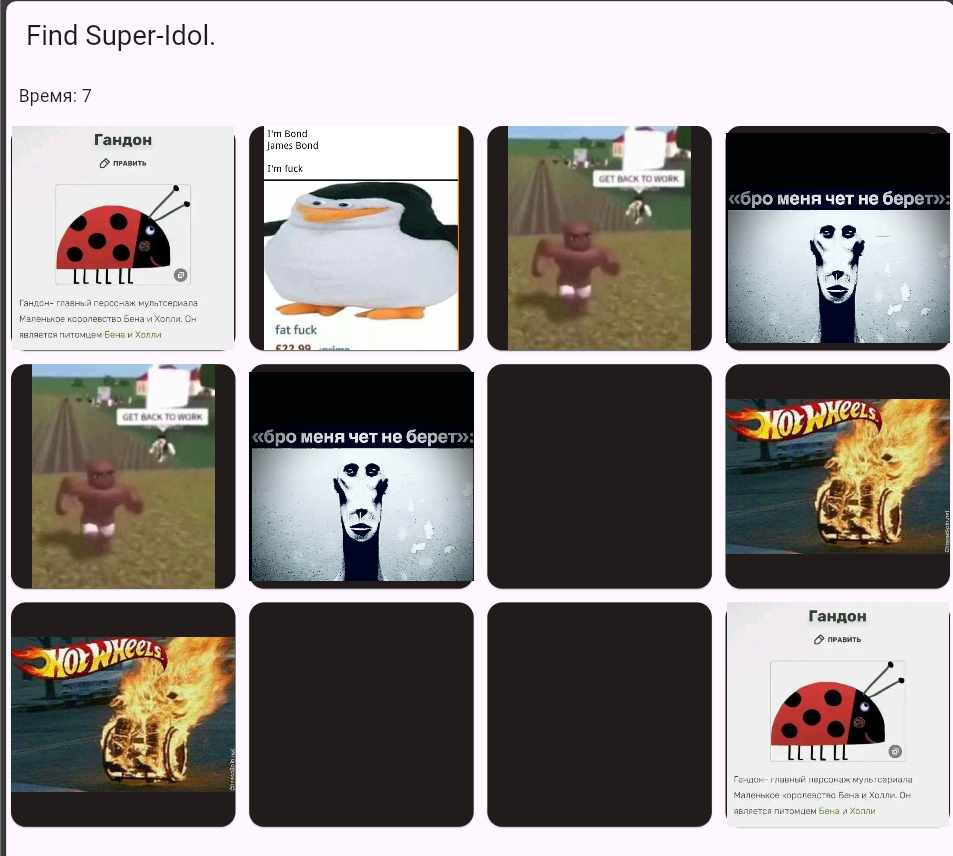 Find Super-Idol.
Время: 7
Гандон
ПРАВИТЬ
Гандон- главный персонаж мультсериала
Маленькое королевство Бена и Холли. Он
является питомцем Бена и Холли
I'm Bond
James Bond
I'm fuck
fat fuck
£22.99 prime
GET BACK TO WORK
«бро меня чет не берет»:
GET BACK TO WORK
«бро меня чет не берет»:
HOT WHEELS
HOT WHEELS
Гандон
ПРАВИТЬ
Гандон- главный персонаж мультсериала
Маленькое королевство Бена и Холли. Он
является питомцем Бена и Холли